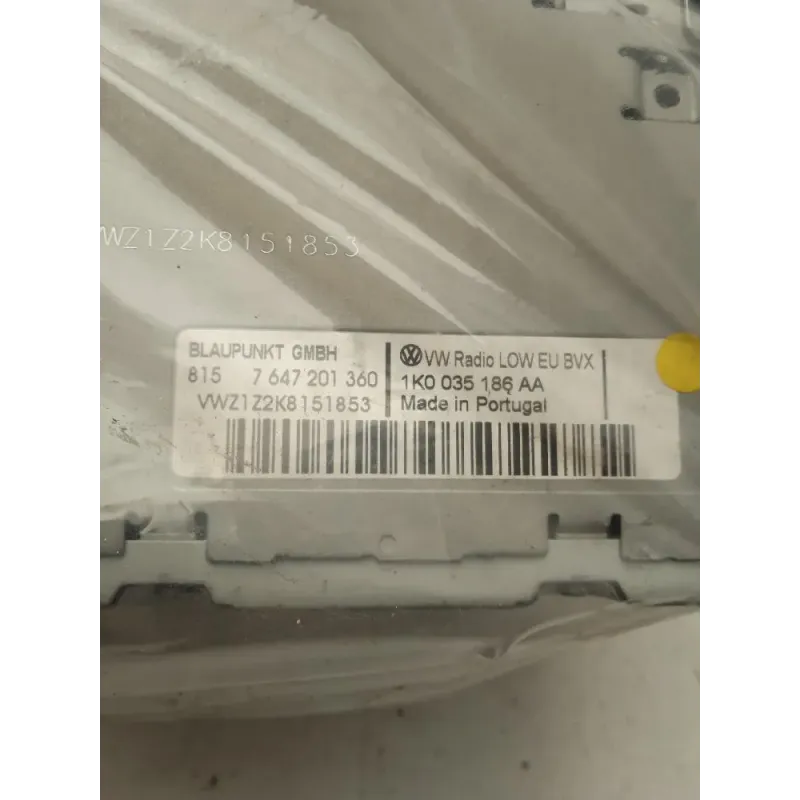 WZ1Z2K8151853
BLAUPUNKT GMBH
815 7 647 201 360
VWZ1Z2K8151853
VW Radio LOW EU BVX
1K0 035 186 AA
Made in Portugal